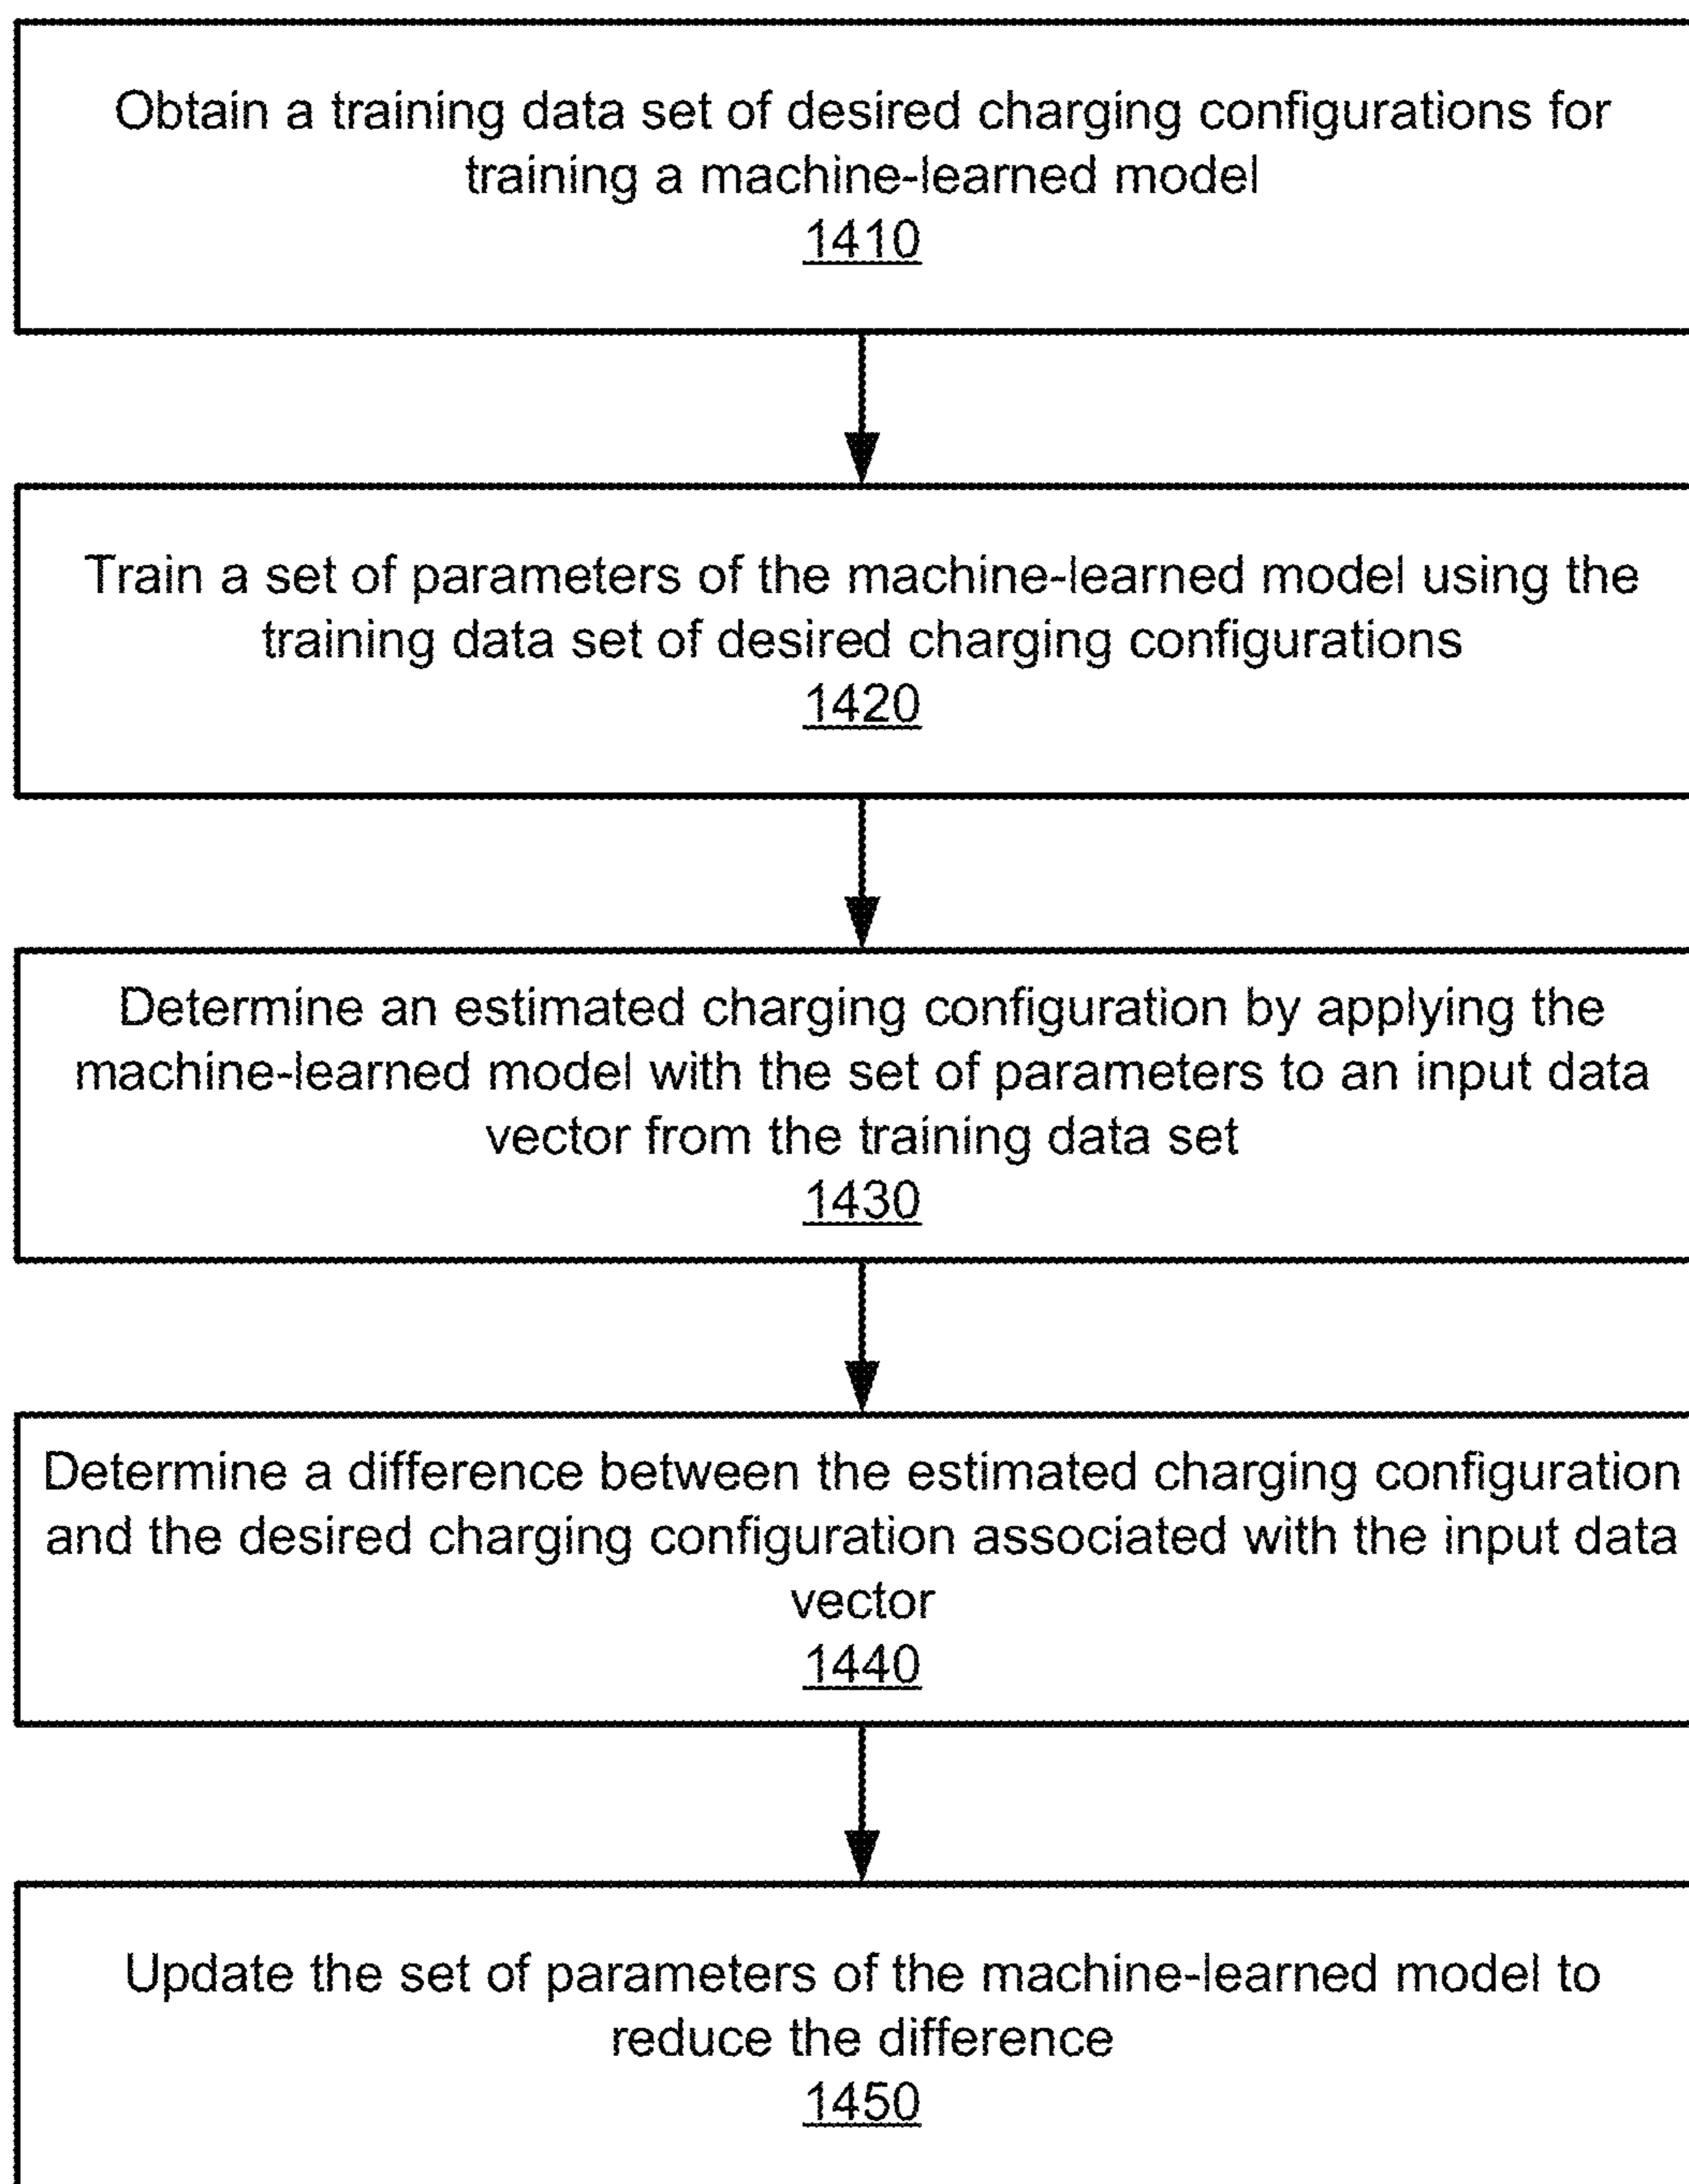 Obtain a training data set of desired charging configurations for
training a machine-learned model
1410
Train a set of parameters of the machine-learned model using the
training data set of desired charging configurations
1420
Determine an estimated charging configuration by applying the
machine-learned model with the set of parameters to an input data
vector from the training data set
1430
Determine a difference between the estimated charging configuration
and the desired charging configuration associated with the input data
vector
1440
Update the set of parameters of the machine-learned model to
reduce the difference
1450